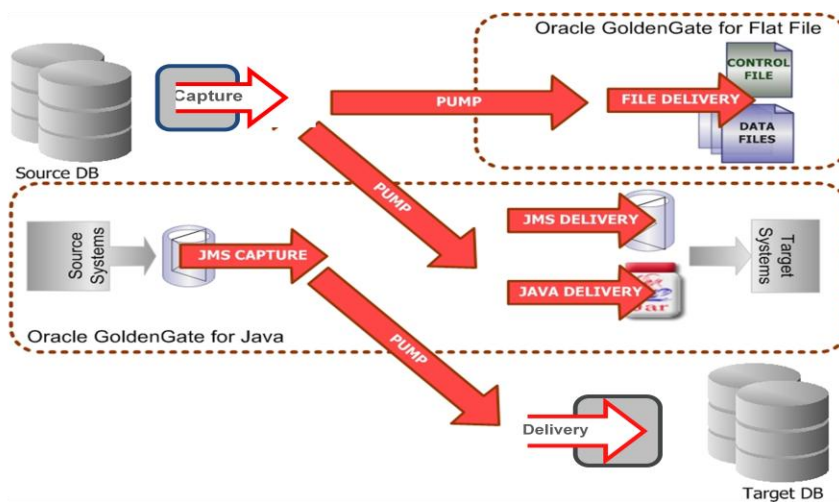 Oracle GoldenGate for Flat File
CONTROL
FILE
Capture
PUMP
FILE DELIVERY
DATA
FILES
Source DB
PUMP
Source
Systems
JMS CAPTURE
JMS DELIVERY
JAVA DELIVERY
Jar
Target
Systems
Oracle GoldenGate for Java
PUMP
Delivery
Target DB